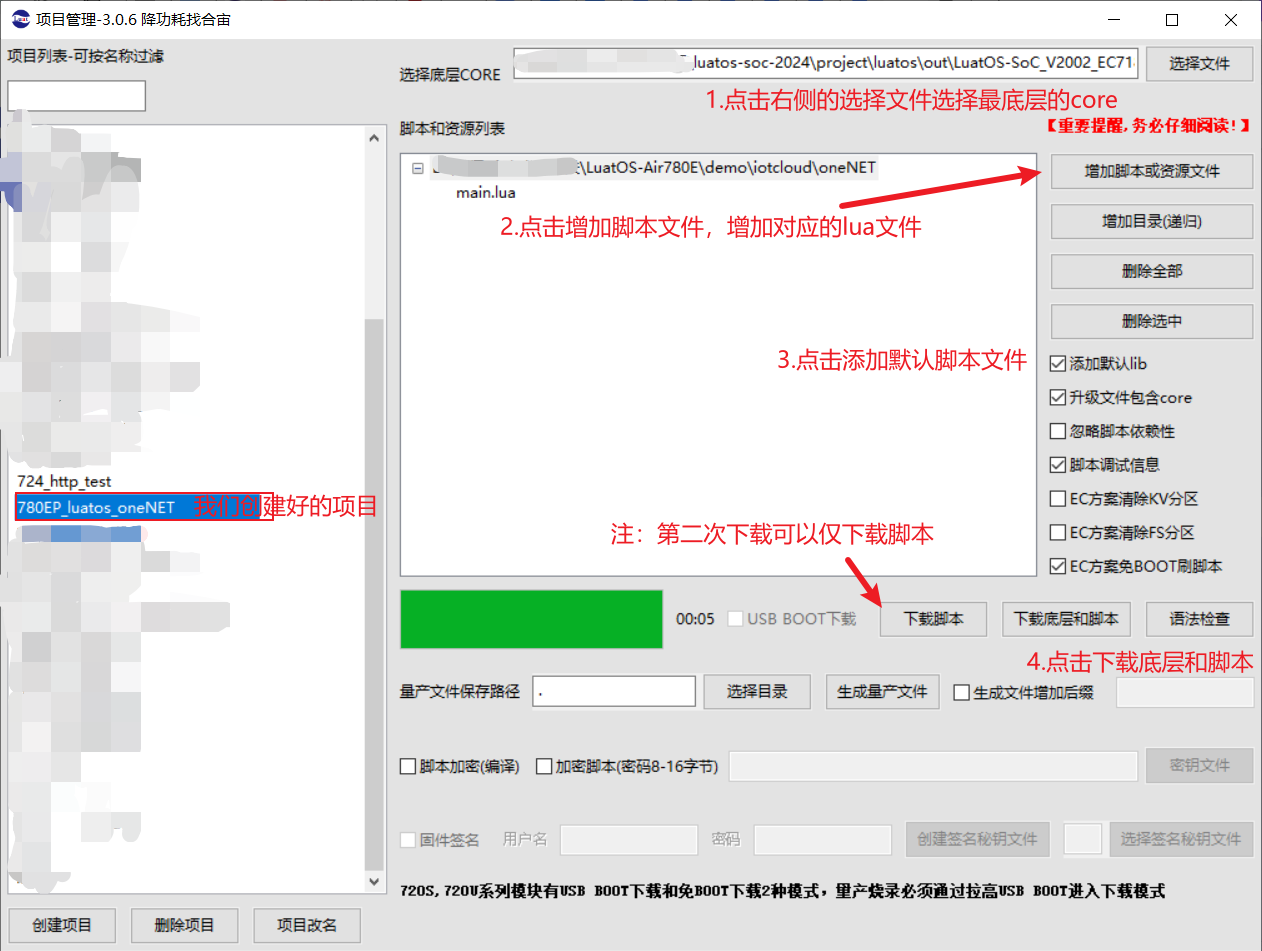 Luat 项目管理-3.0.6 降功耗找合宙
项目列表-可按名称过滤
选择底层CORE
_luatos-soc-2024\project\luatos\out\LuatOS-SoC_V2002_EC71
选择文件
1.点击右侧的选择文件选择最底层的core
脚本和资源列表
【重要提醒,务必仔细阅读!】
\LuatOS-Air780E\demo\iotcloud\oneNET
main.lua
增加脚本或资源文件
2.点击增加脚本文件，增加对应的lua文件
增加目录(递归)
删除全部
删除选中
3.点击添加默认脚本文件
添加默认lib
升级文件包含core
忽略脚本依赖性
脚本调试信息
EC方案清除KV分区
EC方案清除FS分区
EC方案免BOOT刷脚本
724_http_test
780EP_luatos_oneNET
我们创建好的项目
注：第二次下载可以仅下载脚本
00:05
USB BOOT下载
下载脚本
下载底层和脚本
语法检查
4.点击下载底层和脚本
量产文件保存路径
.
选择目录
生成量产文件
生成文件增加后缀
脚本加密(编译)
加密脚本(密码8-16字节)
密钥文件
固件签名
用户名
密码
创建签名秘钥文件
选择签名秘钥文件
720S,720U系列模块有USB BOOT下载和免BOOT下载2种模式，量产烧录必须通过拉高USB BOOT进入下载模式
创建项目
删除项目
项目改名